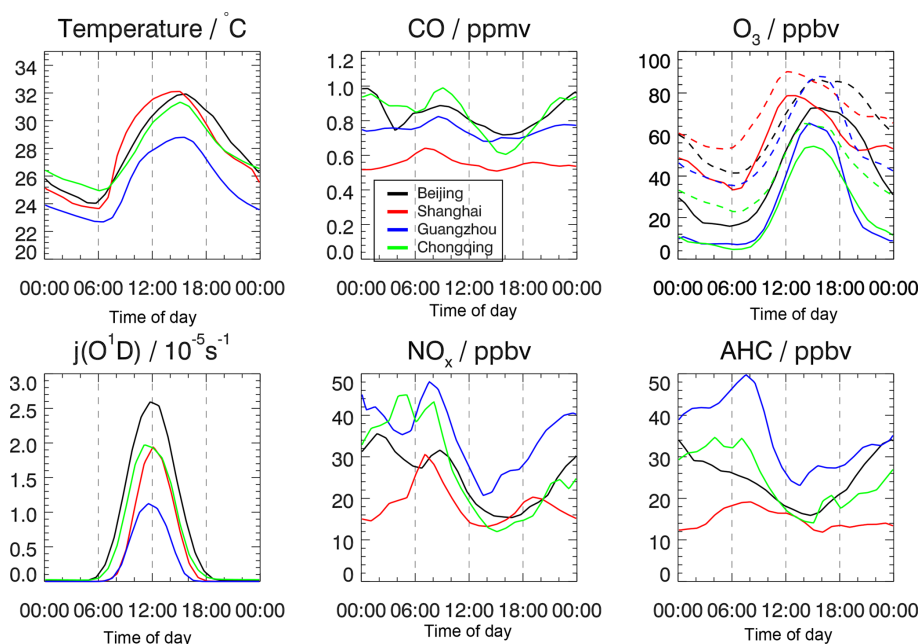 Temperature / °C
34
32
30
28
26
24
22
20
00:00 06:00 12:00 18:00 00:00
Time of day
CO / ppmv
1.2
1.0
0.8
0.6
0.4
0.2
0.0
Beijing
Shanghai
Guangzhou
Chongqing
00:00 06:00 12:00 18:00 00:00
Time of day
O₃ / ppbv
100
80
60
40
20
0
00:00 06:00 12:00 18:00 00:00
Time of day
j(O¹D) / 10⁻⁵s⁻¹
3.0
2.5
2.0
1.5
1.0
0.5
0.0
00:00 06:00 12:00 18:00 00:00
Time of day
NOₓ / ppbv
50
40
30
20
10
0
00:00 06:00 12:00 18:00 00:00
Time of day
AHC / ppbv
50
40
30
20
10
0
00:00 06:00 12:00 18:00 00:00
Time of day